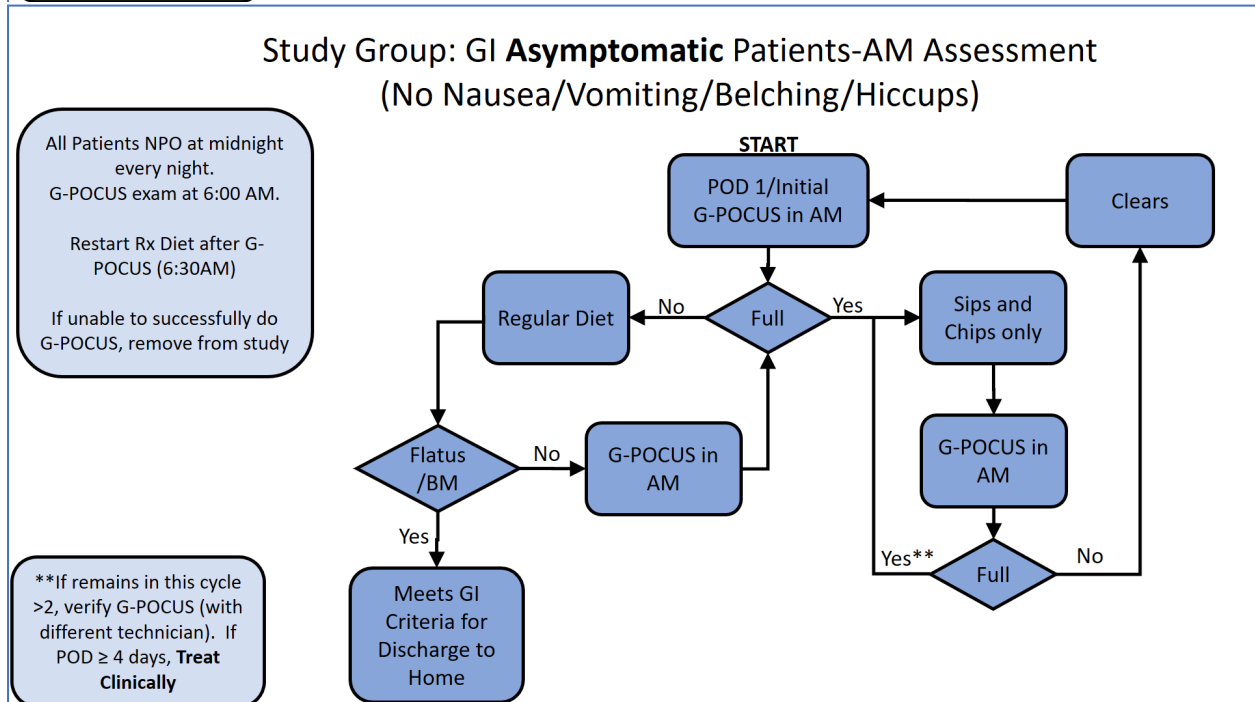 Study Group: GI Asymptomatic Patients-AM Assessment
(No Nausea/Vomiting/Belching/Hiccups)
All Patients NPO at midnight
every night.
G-POCUS exam at 6:00 AM.
Restart Rx Diet after G-
POCUS (6:30AM)
If unable to successfully do
G-POCUS, remove from study
START
POD 1/Initial
G-POCUS in AM
Clears
Regular Diet
No
Full
Yes
Sips and
Chips only
Flatus
/BM
No
G-POCUS in
AM
G-POCUS in
AM
Yes
Yes**
Full
No
Meets GI
Criteria for
Discharge to
Home
**If remains in this cycle
>2, verify G-POCUS (with
different technician).  If
POD ≥ 4 days, Treat
Clinically